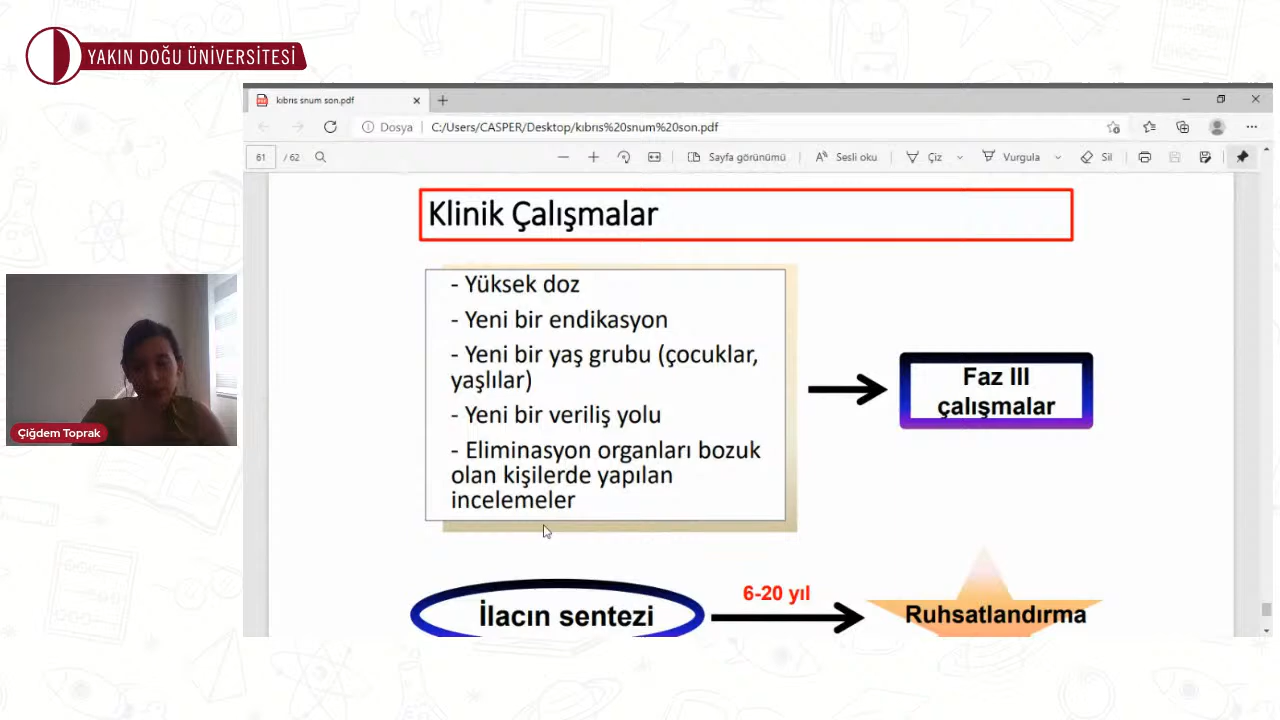 YAKIN DOĞU ÜNİVERSİTESİ
kıbrıs snum son.pdf
Dosya
C:/Users/CASPER/Desktop/kıbrıs%20snum%20son.pdf
61 / 62
Sayfa görünümü
Sesli oku
Çiz
Vurgula
Sil
Klinik Çalışmalar
- Yüksek doz
- Yeni bir endikasyon
- Yeni bir yaş grubu (çocuklar,
yaşlılar)
- Yeni bir veriliş yolu
- Eliminasyon organları bozuk
olan kişilerde yapılan
incelemeler
Faz III
çalışmalar
Çiğdem Toprak
6-20 yıl
İlacın sentezi
Ruhsatlandırma